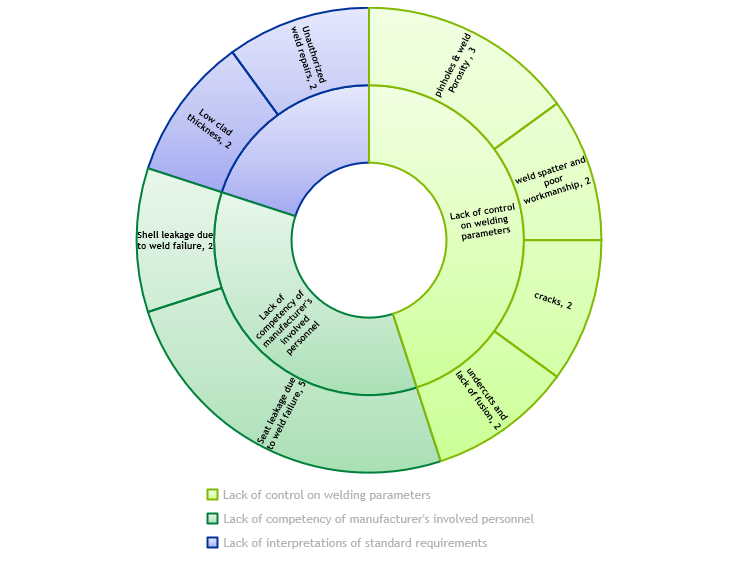 Unauthorized
weld repairs, 2
pinholes & weld
Porosity , 3
Low clad
thickness, 2
weld spatter and
poor
workmanship, 2
Lack of control
on welding
parameters
Shell leakage due
to weld failure, 2
cracks, 2
Lack of
competency of
manufacturer's
involved
personnel
undercuts and
lack of fusion, 2
Seat leakage due
to weld failure, 5
Lack of control on welding parameters
Lack of competency of manufacturer's involved personnel
Lack of interpretations of standard requirements